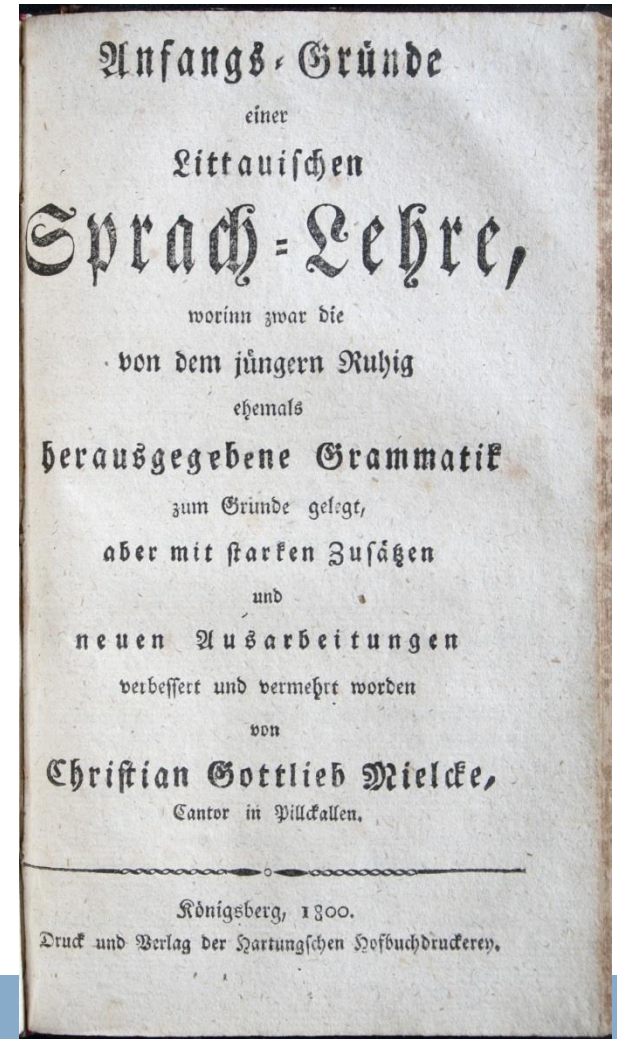 Anfangs-Gründe
einer
Littauiſchen
Sprach-Lehre,
worinn zwar die
von dem jüngern Ruhig
ehemals
herausgegebene Grammatik
zum Grunde gelegt,
aber mit ſtarken Zuſätzen
und
neuen Ausarbeitungen
verbeſſert und vermehrt worden
von
Chriſtian Gottlieb Mielcke,
Cantor in Pillckallen.
Königsberg, 1800.
Druck und Verlag der Hartungſchen Hofbuchdruckerey.